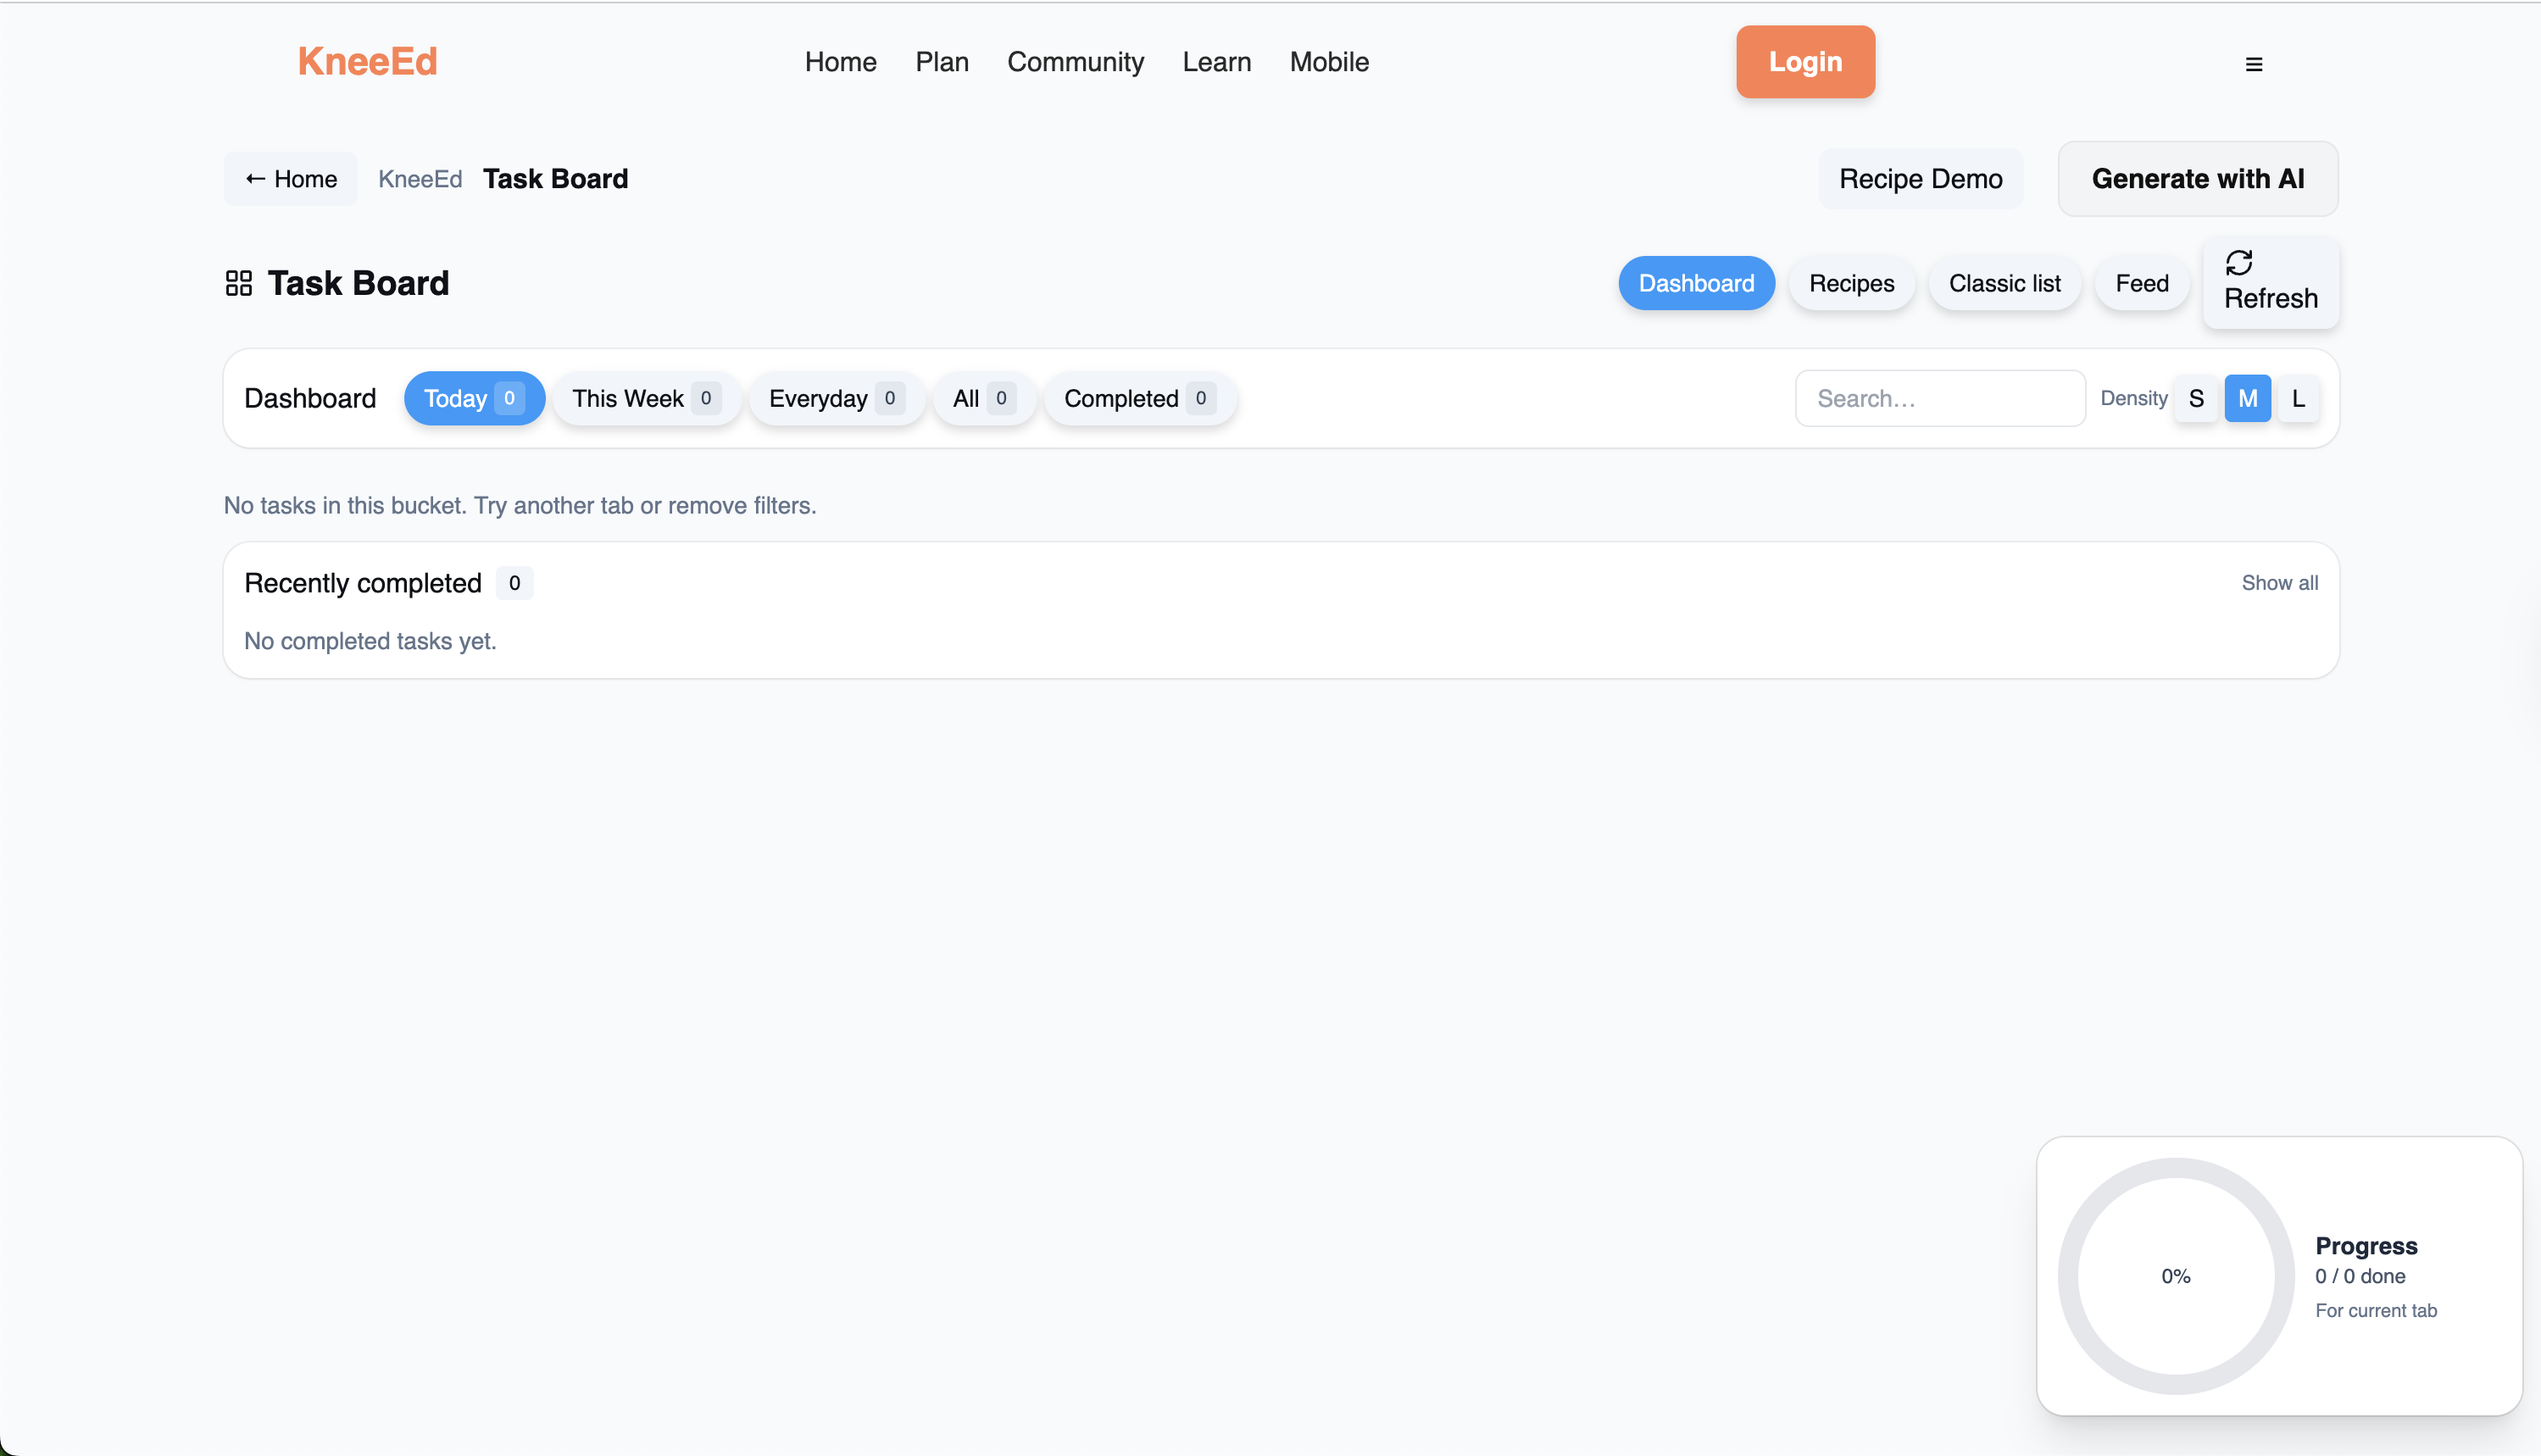 KneeEd Home Plan Community Learn Mobile Login
← Home KneeEd Task Board Recipe Demo Generate with AI
Task Board Dashboard Recipes Classic list Feed Refresh
Dashboard Today 0 This Week 0 Everyday 0 All 0 Completed 0 Search... Density S M L
No tasks in this bucket. Try another tab or remove filters.
Recently completed 0 Show all
No completed tasks yet.
0%
Progress
0 / 0 done
For current tab